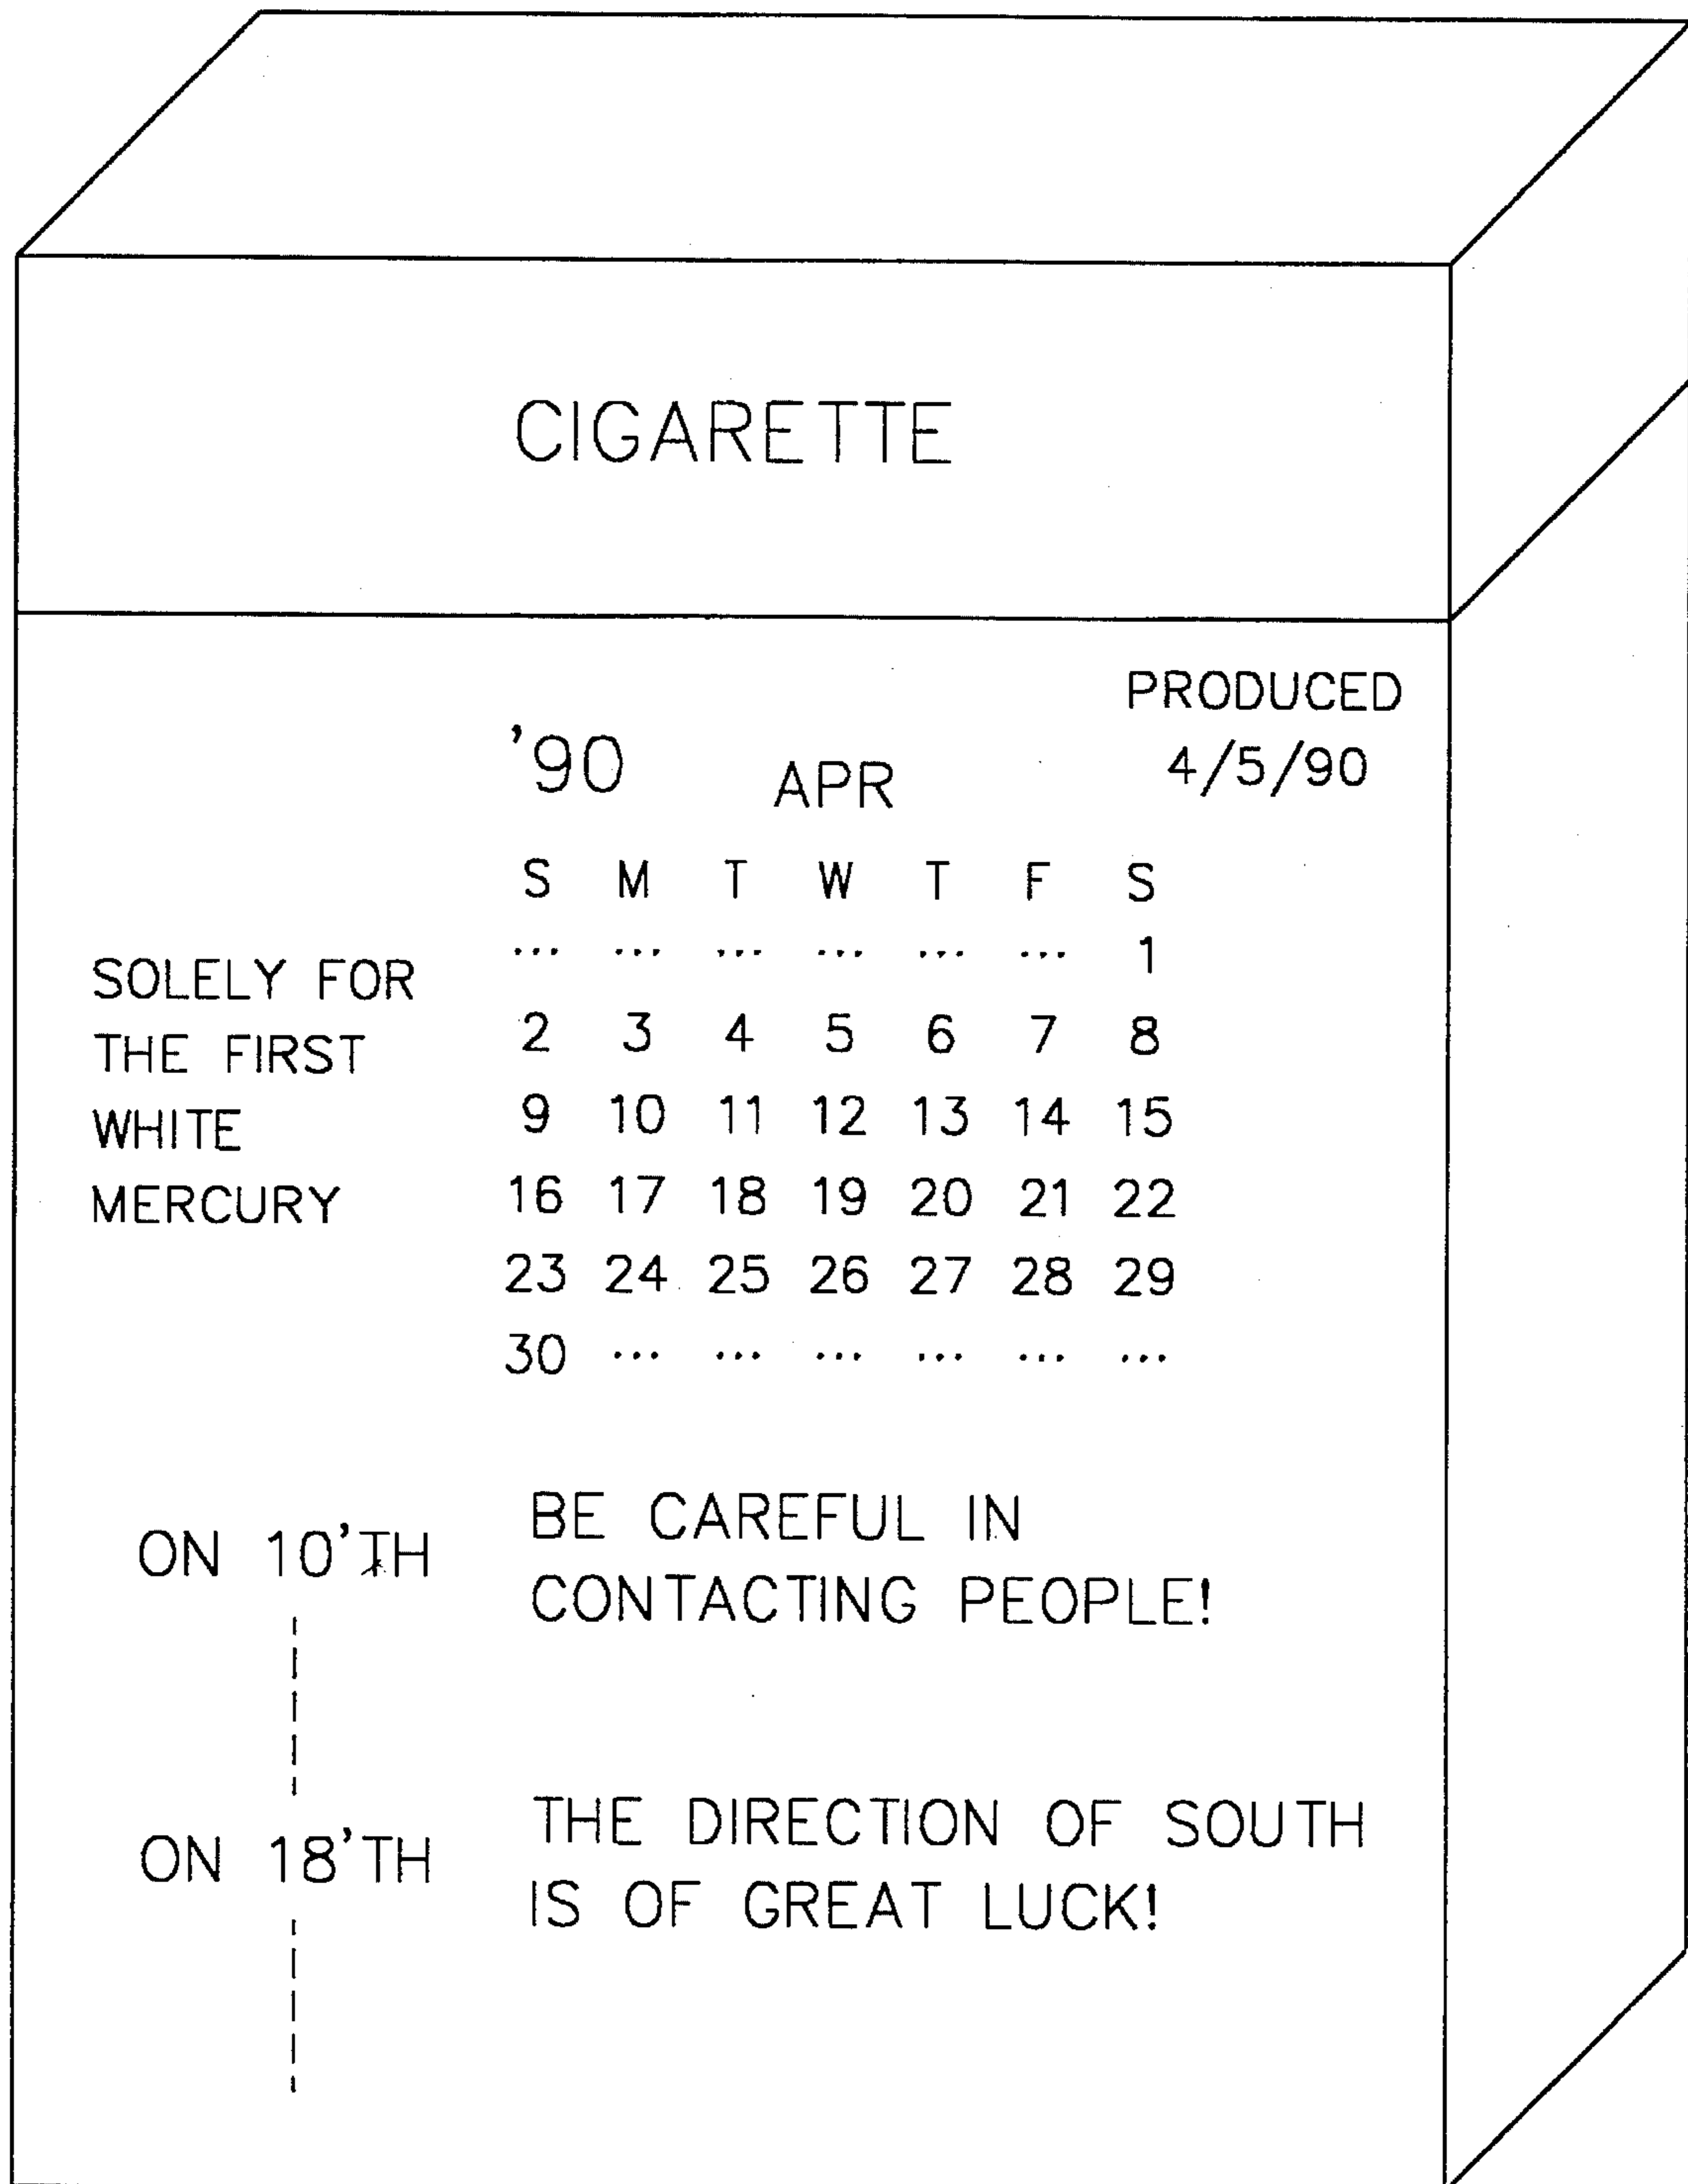 CIGARETTE
PRODUCED
4/5/90
'90 APR
S M T W T F S
... ... ... ... ... ... 1
2 3 4 5 6 7 8
9 10 11 12 13 14 15
16 17 18 19 20 21 22
23 24 25 26 27 28 29
30 ... ... ... ... ... ...
SOLELY FOR
THE FIRST
WHITE
MERCURY
ON 10'TH
BE CAREFUL IN
CONTACTING PEOPLE!
ON 18'TH
THE DIRECTION OF SOUTH
IS OF GREAT LUCK!